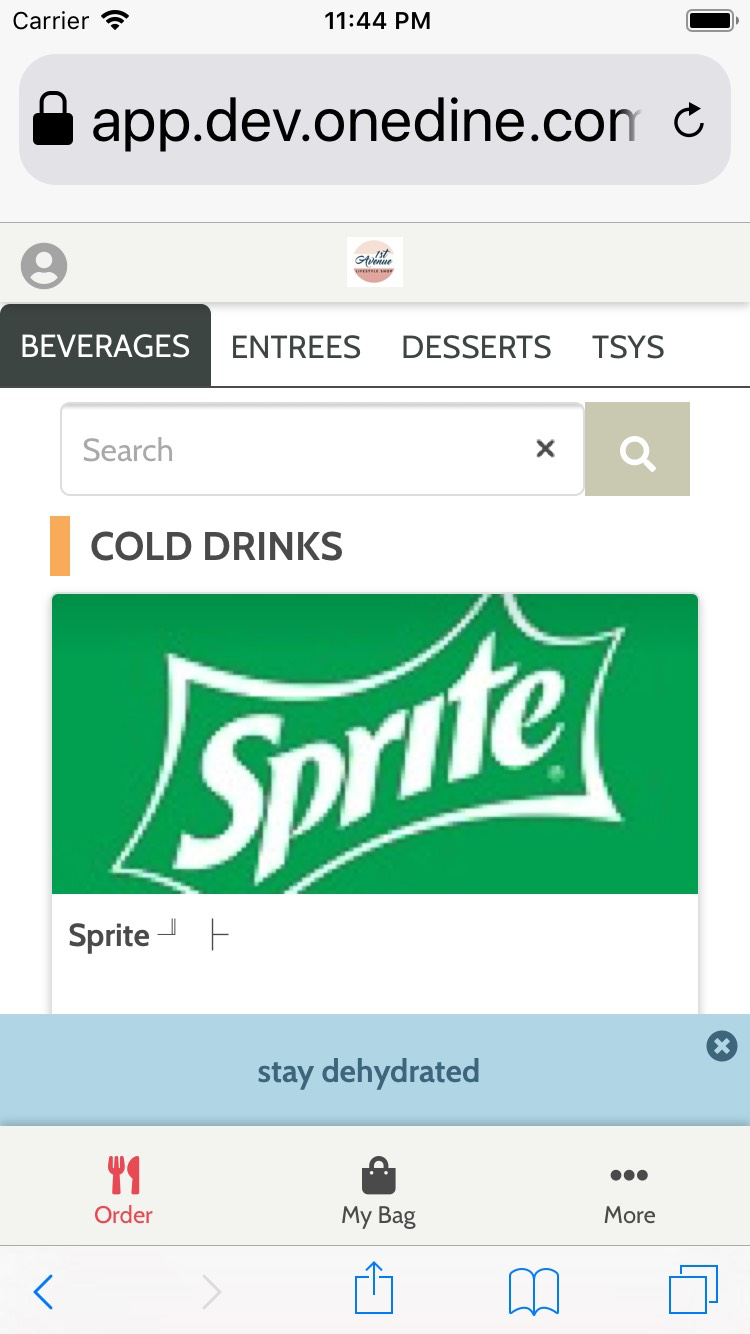 Carrier 11:44 PM
app.dev.onedine.com
1st
Avenue
LIFESTYLE SHOP
BEVERAGES ENTREES DESSERTS TSYS
Search
COLD DRINKS
Sprite
Sprite ╜ ├
stay dehydrated
Order My Bag More